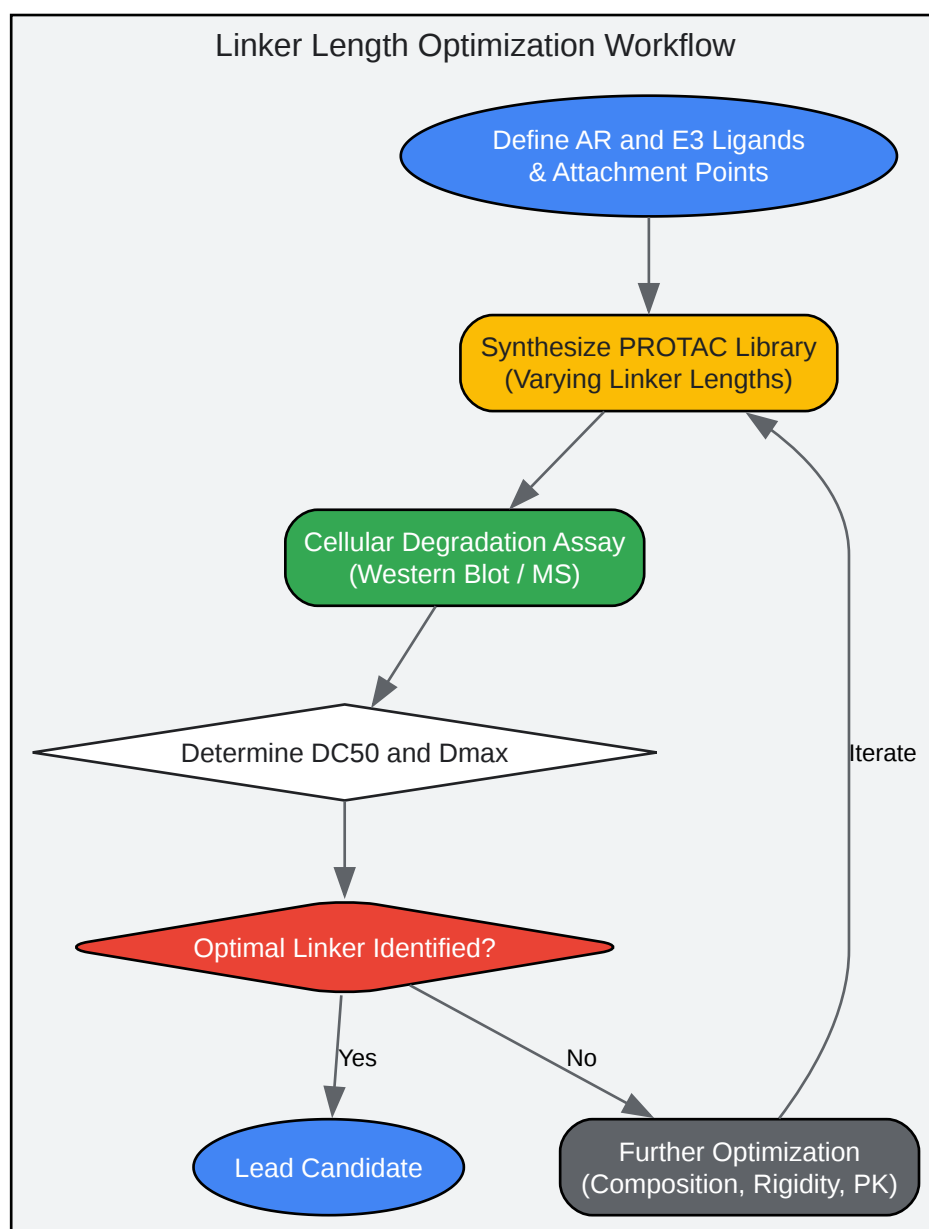 Linker Length Optimization Workflow
Define AR and E3 Ligands
& Attachment Points
Synthesize PROTAC Library
(Varying Linker Lengths)
Cellular Degradation Assay
(Western Blot / MS)
Determine DC50 and Dmax
Iterate
Optimal Linker Identified?
Yes
No
Lead Candidate
Further Optimization
(Composition, Rigidity, PK)